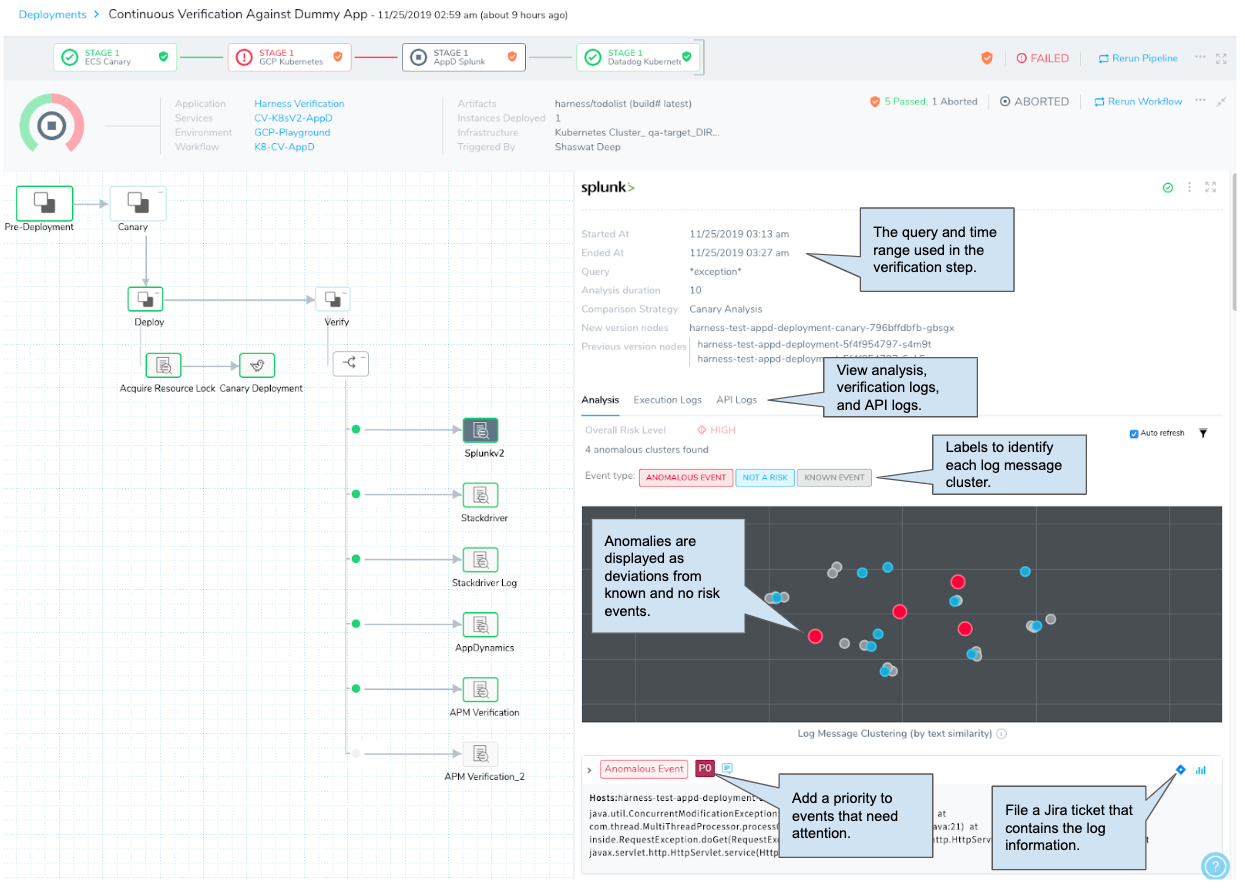 Deployments > Continuous Verification Against Dummy App - 11/25/2019 02:59 am (about 9 hours ago)
STAGE 1
ECS Canary
STAGE 1
GCP Kubernetes
STAGE 1
AppD Splunk
STAGE 1
Datadog Kubernet
FAILED
Rerun Pipeline
Application Harness Verification
Services CV-K8sV2-AppD
Environment GCP-Playground
Workflow K8-CV-AppD
Artifacts harness/todolist (build# latest)
Instances Deployed 1
Infrastructure Kubernetes Cluster_ qa-target_DIR...
Triggered By Shaswat Deep
5 Passed, 1 Aborted
ABORTED
Rerun Workflow
Pre-Deployment
Canary
Deploy
Verify
Acquire Resource Lock
Canary Deployment
Splunkv2
Stackdriver
Stackdriver Log
AppDynamics
APM Verification
APM Verification_2
splunk>
Started At 11/25/2019 03:13 am
Ended At 11/25/2019 03:27 am
Query *exception*
Analysis duration 10
Comparison Strategy Canary Analysis
New version nodes harness-test-appd-deployment-canary-796bffdbfb-gbsgx
Previous version nodes harness-test-appd-deployment-5f4f954797-s4m9t
harness-test-appd-deploym
The query and time
range used in the
verification step.
View analysis,
verification logs,
and API logs.
Analysis Execution Logs API Logs
Overall Risk Level HIGH
Auto refresh
4 anomalous clusters found
Event type: ANOMALOUS EVENT NOT A RISK KNOWN EVENT
Labels to identify
each log message
cluster.
Anomalies are
displayed as
deviations from
known and no risk
events.
Log Message Clustering (by text similarity)
> Anomalous Event P0
Hosts:harness-test-appd-deployment-
java.util.ConcurrentModificationException: at
com.thread.MultiThreadProcessor.process ava:21) at
inside.RequestException.doGet(RequestExc http.HttpServ t
javax.servlet.http.HttpServlet.service(Http
Add a priority to
events that need
attention.
File a Jira ticket that
contains the log
information.
?